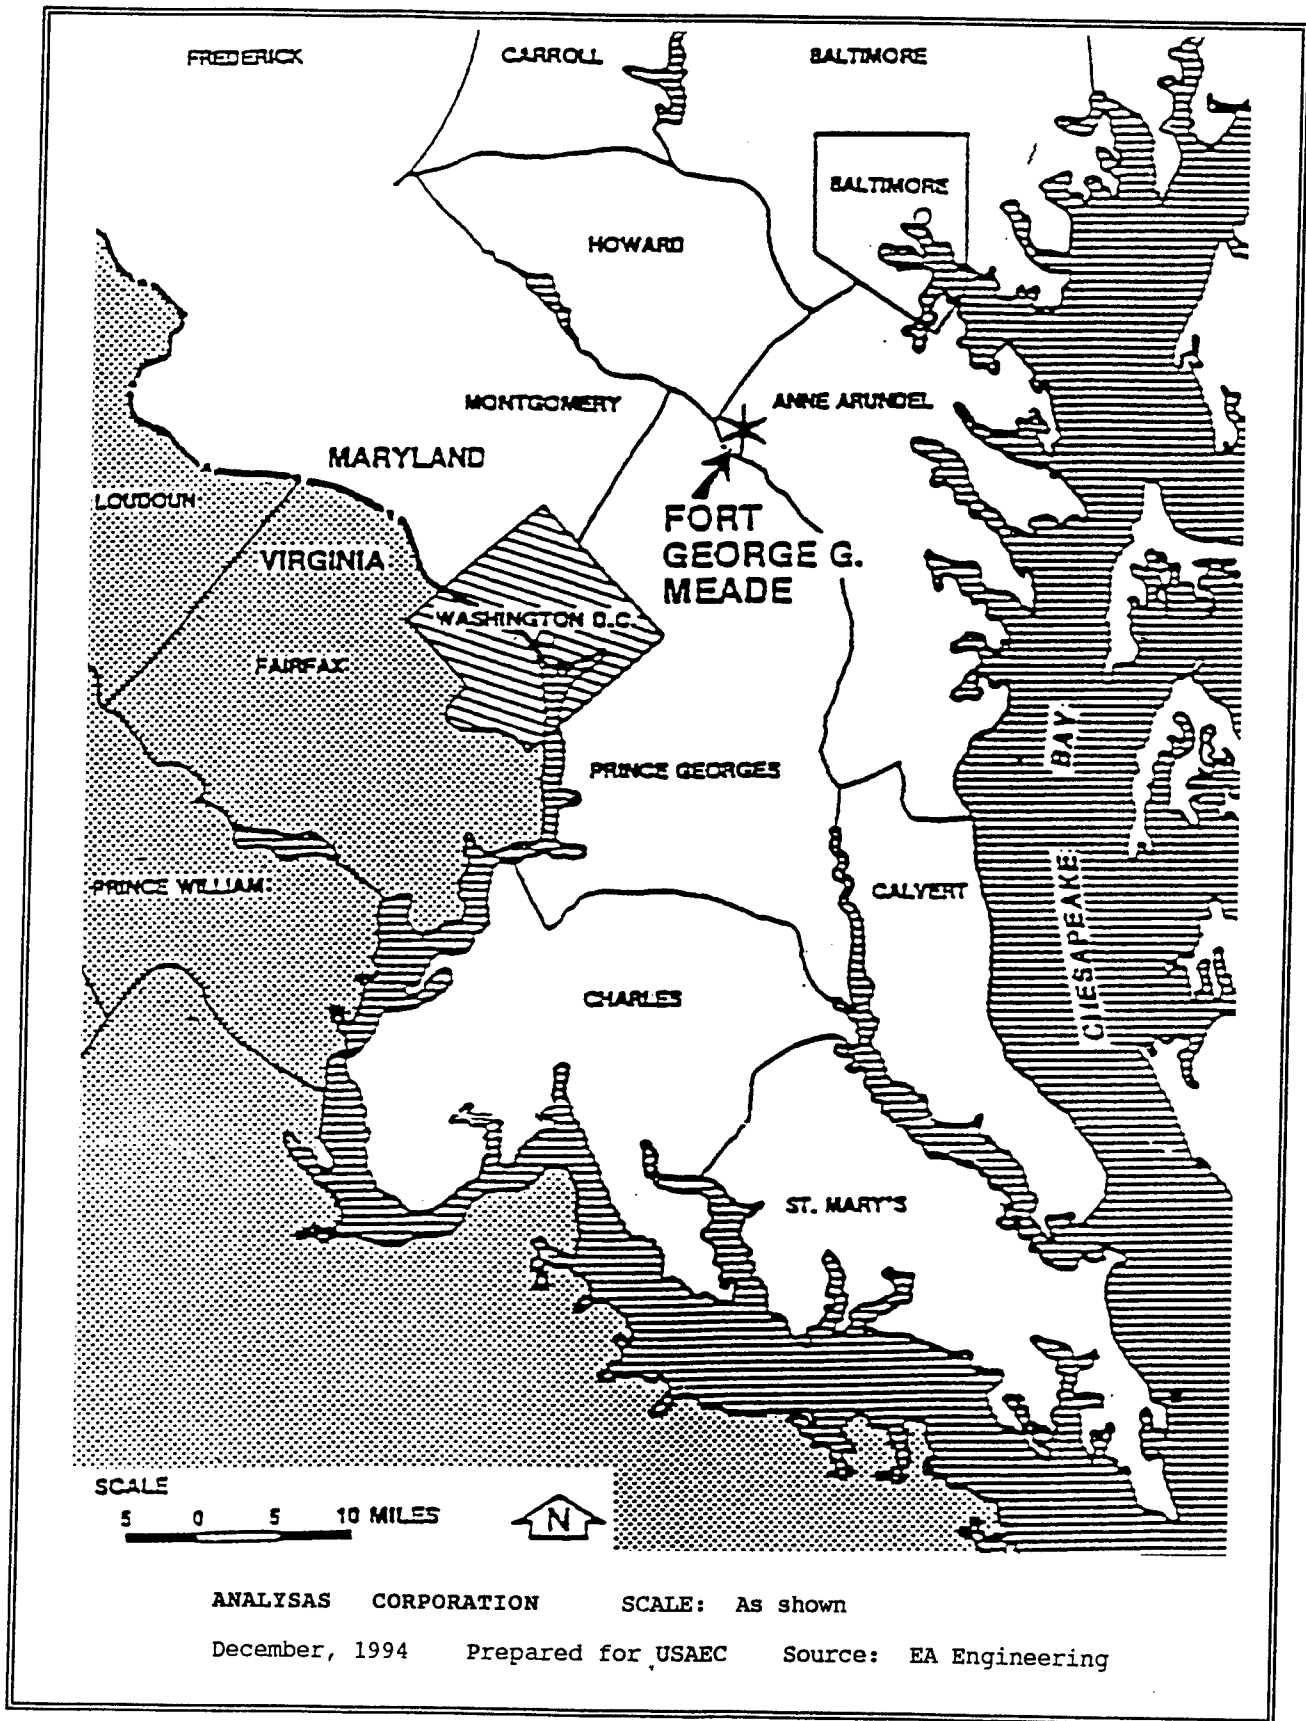 FREDERICK
CARROLL
BALTIMORE
BALTIMORE
HOWARD
MONTGOMERY
ANNE ARUNDEL
MARYLAND
LOUDOUN
FORT
GEORGE G.
MEADE
VIRGINIA
WASHINGTON D.C.
FAIRFAX
BAY
PRINCE GEORGES
PRINCE WILLIAM
CALVERT
CHESAPEAKE
CHARLES
ST. MARY'S
SCALE
5 0 5 10 MILES
N
ANALYSAS CORPORATION SCALE: As shown
December, 1994 Prepared for USAEC Source: EA Engineering